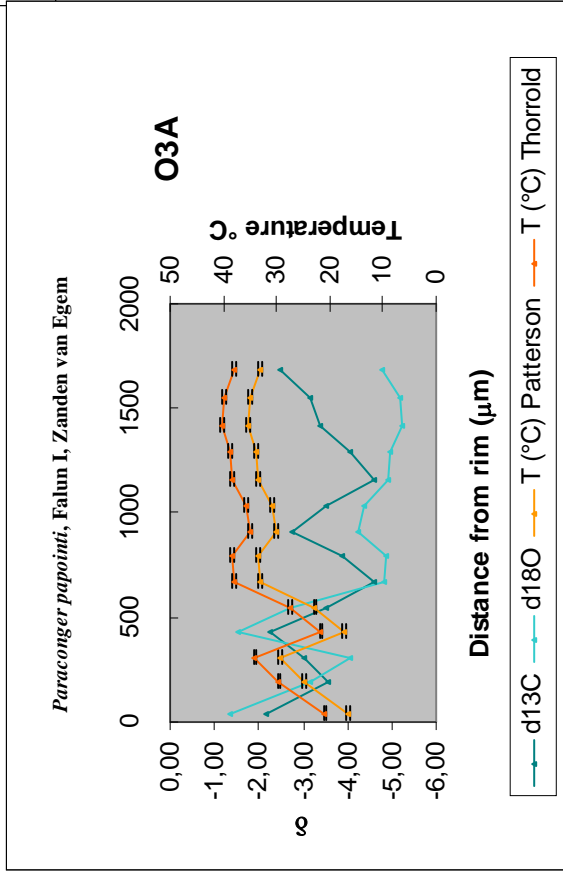 Paraconger papointi, Falun I, Zanden van Egem
O3A
0,00
-1,00
-2,00
-3,00
-4,00
-5,00
-6,00
δ
0
500
1000
1500
2000
Distance from rim (μm)
50
40
30
20
10
0
Temperature °C
d13C
d18O
T (°C) Patterson
T (°C) Thorrold